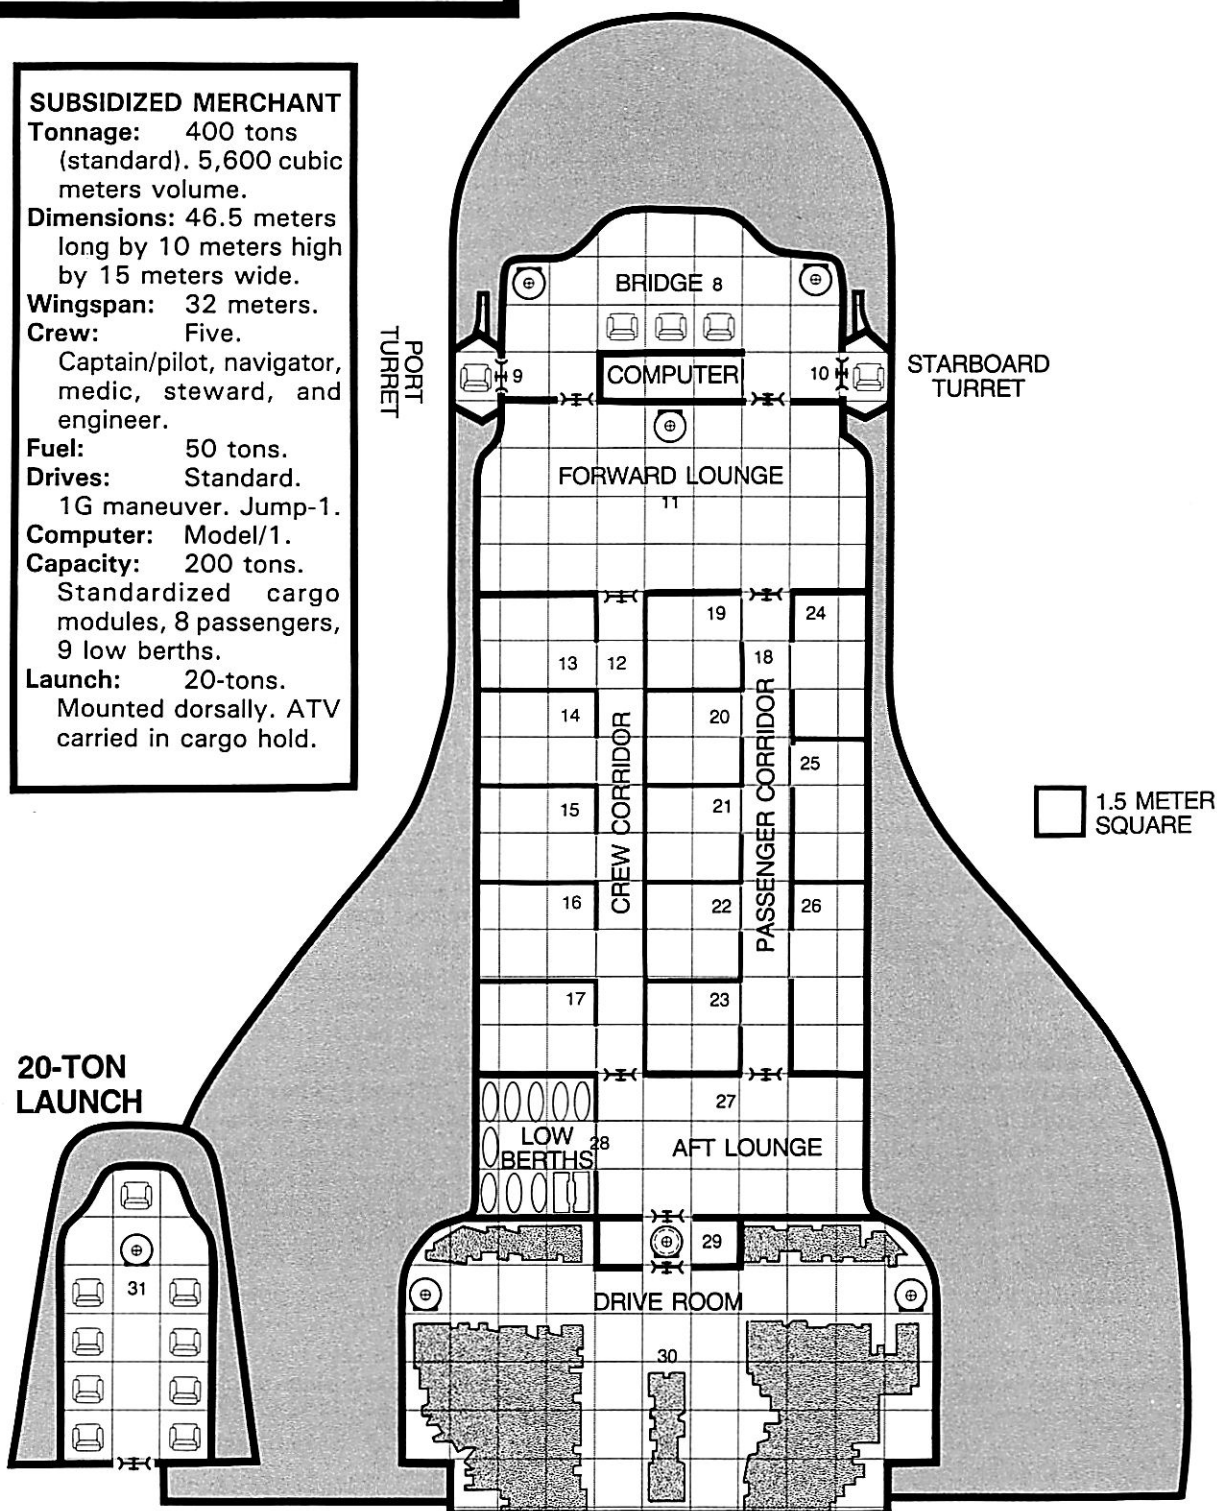 SUBSIDIZED MERCHANT
Tonnage: 400 tons
(standard). 5,600 cubic
meters volume.
Dimensions: 46.5 meters
long by 10 meters high
by 15 meters wide.
Wingspan: 32 meters.
Crew: Five.
Captain/pilot, navigator,
medic, steward, and
engineer.
Fuel: 50 tons.
Drives: Standard.
1G maneuver. Jump-1.
Computer: Model/1.
Capacity: 200 tons.
Standardized cargo
modules, 8 passengers,
9 low berths.
Launch: 20-tons.
Mounted dorsally. ATV
carried in cargo hold.
BRIDGE 8
PORT
TURRET
9
COMPUTER
10
STARBOARD
TURRET
FORWARD LOUNGE
11
19
24
13
12
18
14
20
CREW CORRIDOR
PASSENGER CORRIDOR
25
15
21
1.5 METER
SQUARE
16
22
26
17
23
27
LOW
BERTHS
28
AFT LOUNGE
29
DRIVE ROOM
30
20-TON
LAUNCH
31